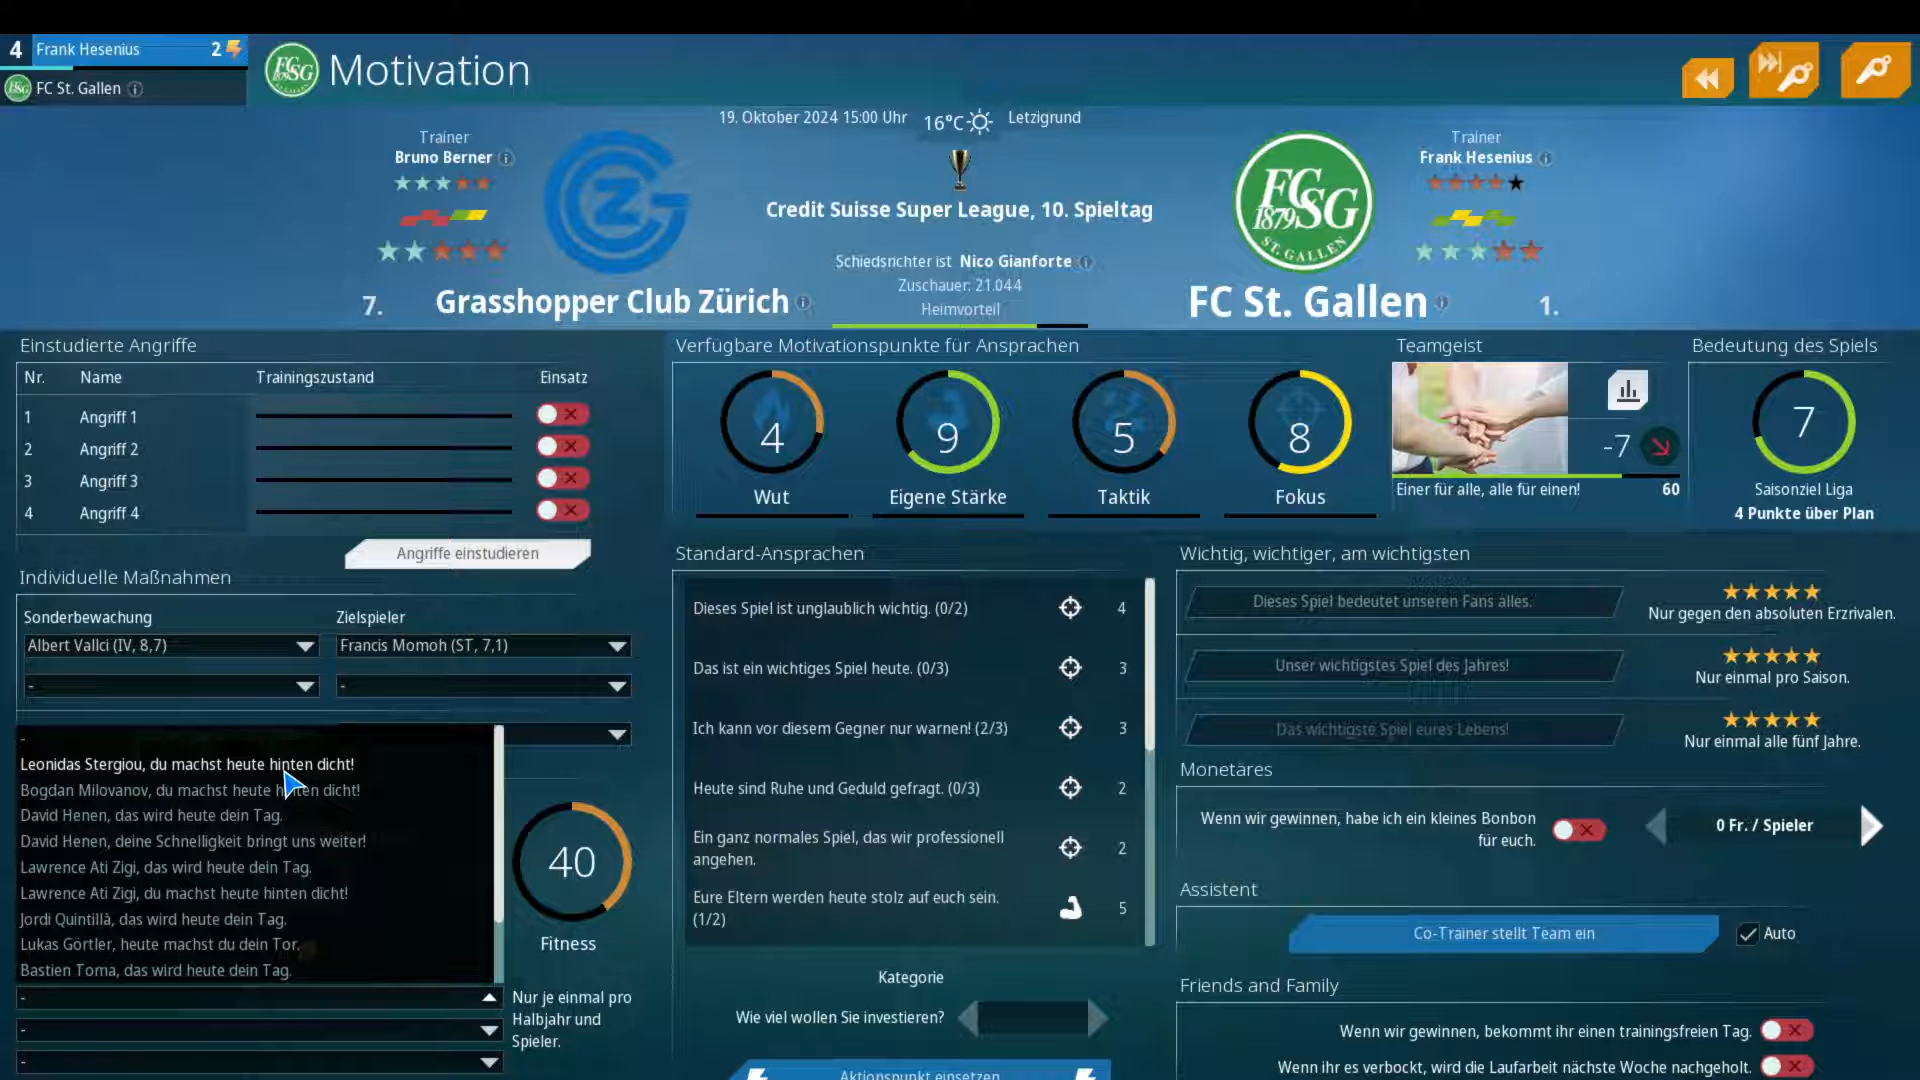 4 Frank Hesenius 2
FC St. Gallen
Motivation
19. Oktober 2024 15:00 Uhr 16°C Letzigrund
Trainer
Bruno Berner
Trainer
Frank Hesenius
Credit Suisse Super League, 10. Spieltag
FCSG
1879
ST. GALLEN
Schiedsrichter ist Nico Gianforte
Zuschauer: 21.044
Heimvorteil
7. Grasshopper Club Zürich
FC St. Gallen 1.
Einstudierte Angriffe
Nr. Name Trainingszustand Einsatz
1 Angriff 1
2 Angriff 2
3 Angriff 3
4 Angriff 4
Angriffe einstudieren
Verfügbare Motivationspunkte für Ansprachen
4 9 5 8
Wut Eigene Stärke Taktik Fokus
Teamgeist
-7
Einer für alle, alle für einen! 60
Bedeutung des Spiels
7
Saisonziel Liga
4 Punkte über Plan
Individuelle Maßnahmen
Sonderbewachung Zielspieler
Albert Vallci (IV, 8,7) Francis Momoh (ST, 7,1)
- -
-
Leonidas Stergiou, du machst heute hinten dicht!
Bogdan Milovanov, du machst heute hinten dicht!
David Henen, das wird heute dein Tag.
David Henen, deine Schnelligkeit bringt uns weiter!
Lawrence Ati Zigi, das wird heute dein Tag.
Lawrence Ati Zigi, du machst heute hinten dicht!
Jordi Quintillà, das wird heute dein Tag.
Lukas Görtler, heute machst du dein Tor.
Bastien Toma, das wird heute dein Tag.
-
-
-
40
Fitness
Nur je einmal pro
Halbjahr und
Spieler.
Standard-Ansprachen
Dieses Spiel ist unglaublich wichtig. (0/2) 4
Das ist ein wichtiges Spiel heute. (0/3) 3
Ich kann vor diesem Gegner nur warnen! (2/3) 3
Heute sind Ruhe und Geduld gefragt. (0/3) 2
Ein ganz normales Spiel, das wir professionell
angehen. 2
Eure Eltern werden heute stolz auf euch sein.
(1/2) 5
Kategorie
Wie viel wollen Sie investieren?
Aktionspunkt einsetzen
Wichtig, wichtiger, am wichtigsten
Dieses Spiel bedeutet unseren Fans alles.
Nur gegen den absoluten Erzrivalen.
Unser wichtigstes Spiel des Jahres!
Nur einmal pro Saison.
Das wichtigste Spiel eures Lebens!
Nur einmal alle fünf Jahre.
Monetäres
Wenn wir gewinnen, habe ich ein kleines Bonbon
für euch.
0 Fr. / Spieler
Assistent
Co-Trainer stellt Team ein Auto
Friends and Family
Wenn wir gewinnen, bekommt ihr einen trainingsfreien Tag.
Wenn ihr es verbockt, wird die Laufarbeit nächste Woche nachgeholt.